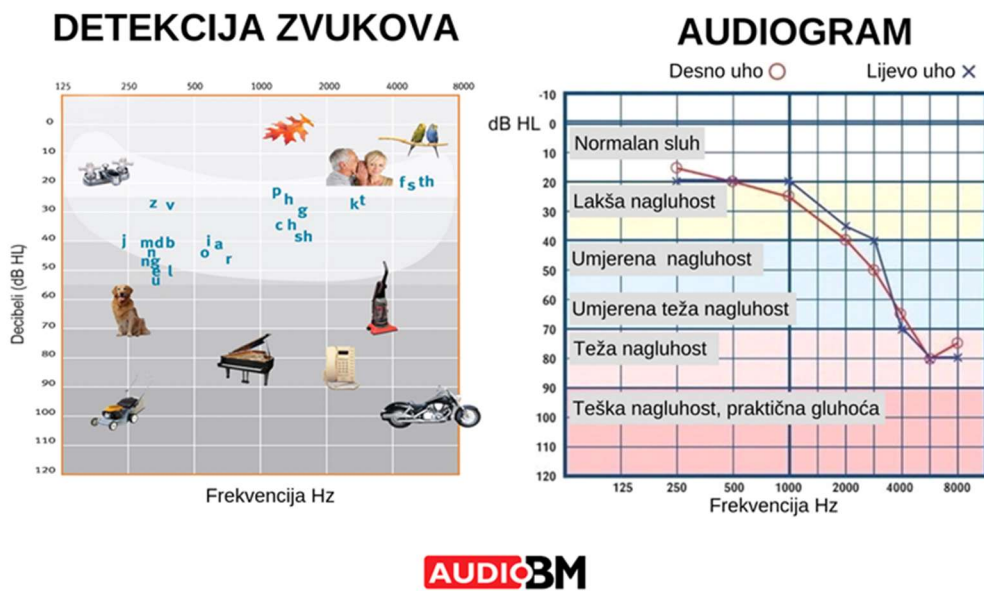 DETEKCIJA ZVUKOVA
125 250 500 1000 2000 4000 8000
Decibeli (dB HL)
0
10
20
30
40
50
60
70
80
90
100
110
120
z v
j
m d b
n
ng
e l
u
i a
o
r
p
h
g
c h
sh
k t
f s th
Frekvencija Hz
AUDIOGRAM
Desno uho Lijevo uho
dB HL
-10
0
10
20
30
40
50
60
70
80
90
100
110
120
Normalan sluh
Lakša nagluhost
Umjerena nagluhost
Umjerena teža nagluhost
Teža nagluhost
Teška nagluhost, praktična gluhoća
125 250 500 1000 2000 4000 8000
Frekvencija Hz
AUDIOBM